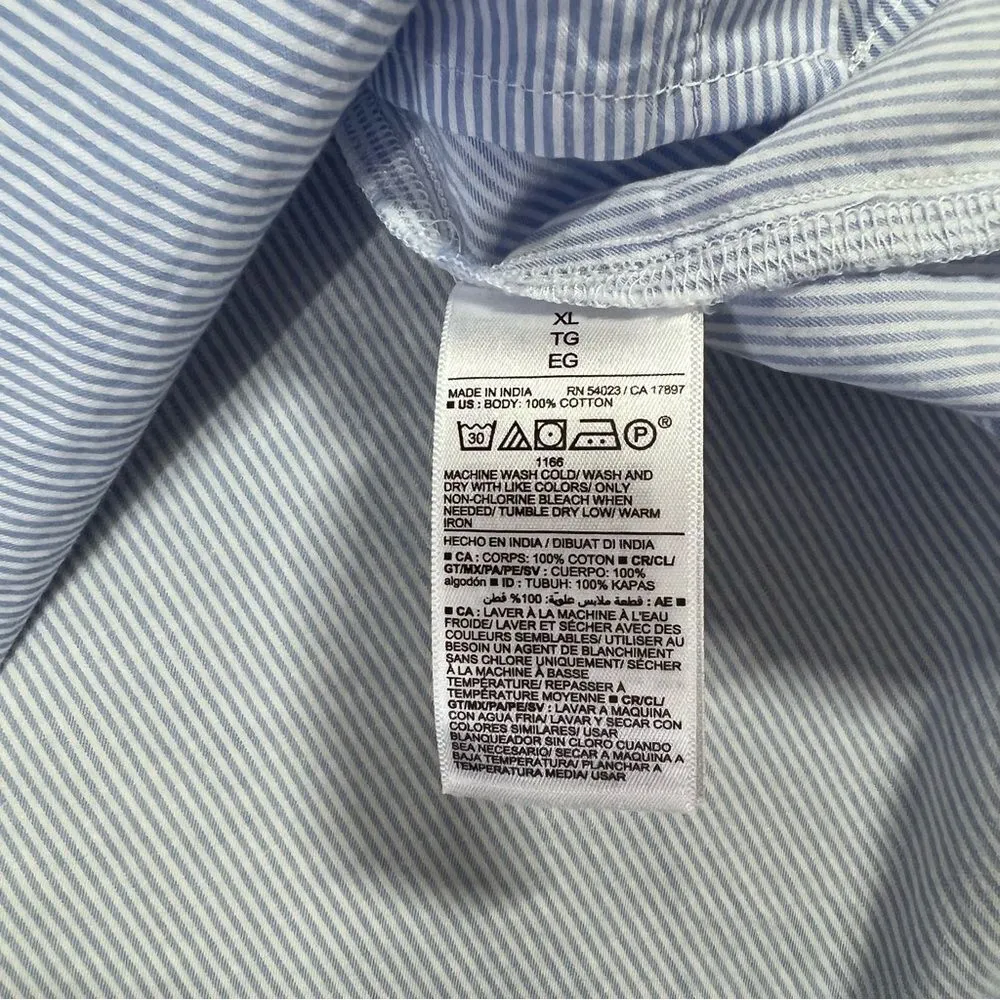 XL
TG
EG
MADE IN INDIA RN 54023 / CA 17897
■ US : BODY: 100% COTTON
30 P ®
1166
MACHINE WASH COLD/ WASH AND
DRY WITH LIKE COLORS/ ONLY
NON-CHLORINE BLEACH WHEN
NEEDED/ TUMBLE DRY LOW/ WARM
IRON
HECHO EN INDIA / DIBUAT DI INDIA
■ CA : CORPS: 100% COTON ■ CR/CL/
GT/MX/PA/PE/SV : CUERPO: 100%
algodón ■ ID : TUBUH: 100% KAPAS
■ AE : قطعة ملابس علويّة: 100% قطن
■ CA : LAVER À LA MACHINE À L'EAU
FROIDE/ LAVER ET SÉCHER AVEC DES
COULEURS SEMBLABLES/ UTILISER AU
BESOIN UN AGENT DE BLANCHIMENT
SANS CHLORE UNIQUEMENT/ SÉCHER
À LA MACHINE À BASSE
TEMPÉRATURE/ REPASSER À
TEMPÉRATURE MOYENNE ■ CR/CL/
GT/MX/PA/PE/SV : LAVAR A MAQUINA
CON AGUA FRIA/ LAVAR Y SECAR CON
COLORES SIMILARES/ USAR
BLANQUEADOR SIN CLORO CUANDO
SEA NECESARIO/ SECAR A MAQUINA A
BAJA TEMPERATURA/ PLANCHAR A
TEMPERATURA MEDIA/ USAR